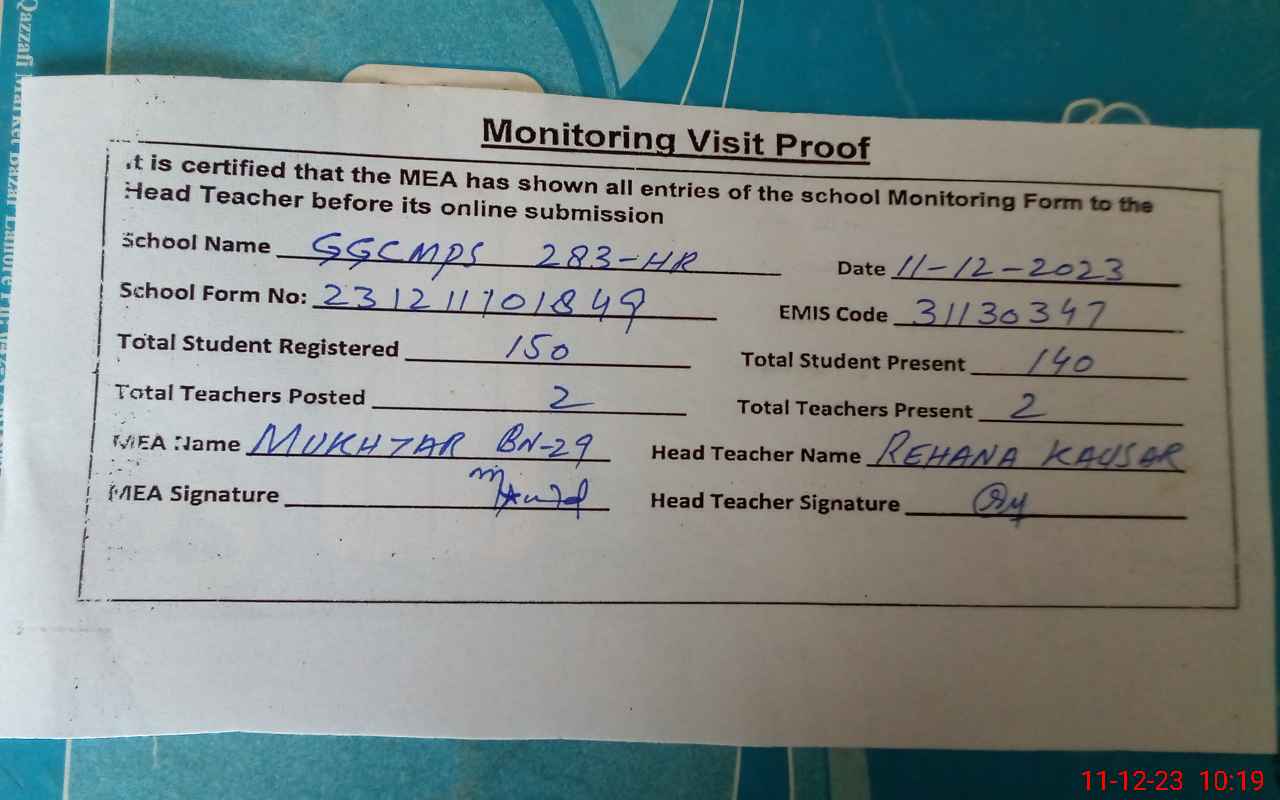 Qazzafi Market
Monitoring Visit Proof
It is certified that the MEA has shown all entries of the school Monitoring Form to the
Head Teacher before its online submission
School Name GGCMPS 283-HR Date 11-12-2023
School Form No: 231211701849 EMIS Code 31130347
Total Student Registered 150 Total Student Present 140
Total Teachers Posted 2 Total Teachers Present 2
MEA Name MUKHTAR BN-29 Head Teacher Name REHANA KAUSAR
MEA Signature Head Teacher Signature
11-12-23 10:19